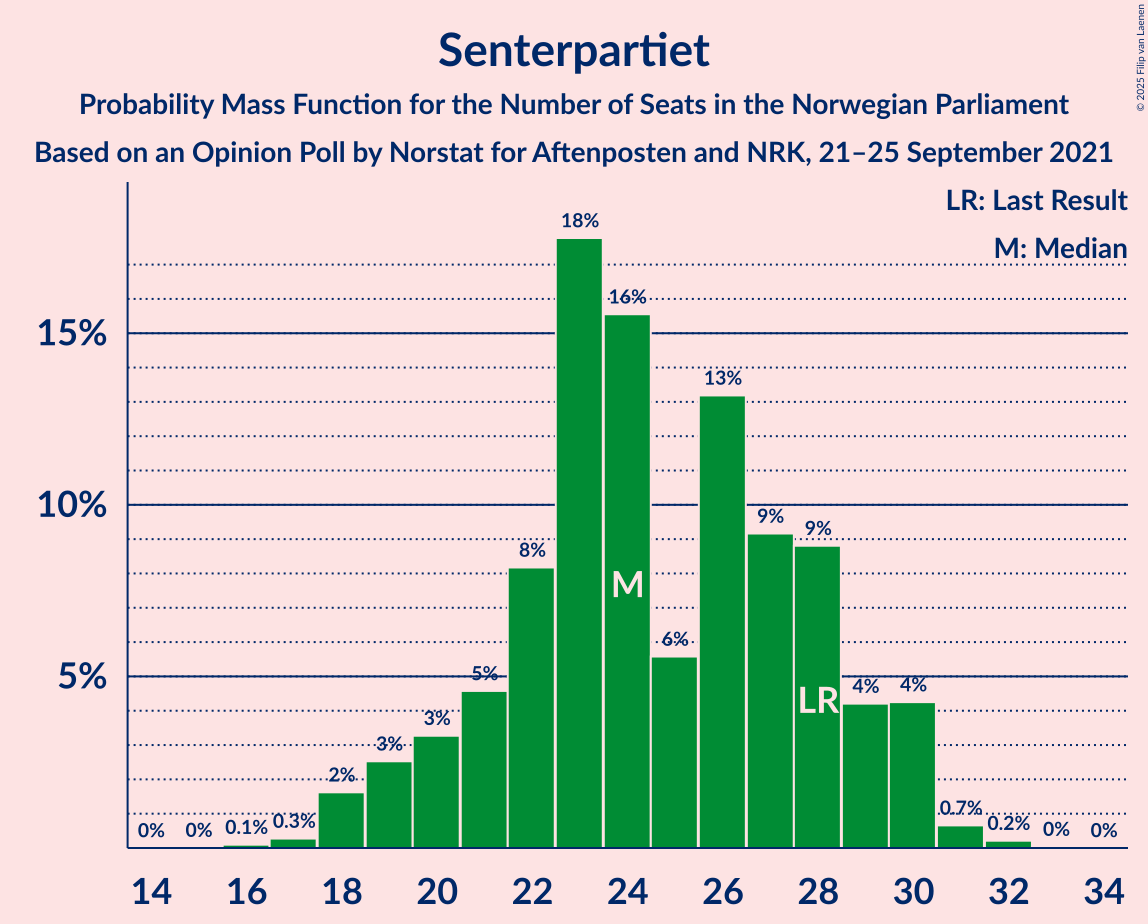 Senterpartiet
Probability Mass Function for the Number of Seats in the Norwegian Parliament
Based on an Opinion Poll by Norstat for Aftenposten and NRK, 21–25 September 2021
© 2025 Filip van Laenen
LR: Last Result
M: Median
15%
10%
5%
0%
0%
0.1%
0.3%
2%
3%
3%
5%
8%
18%
16%
6%
13%
9%
9%
4%
4%
0.7%
0.2%
0%
0%
M
LR
14 16 18 20 22 24 26 28 30 32 34